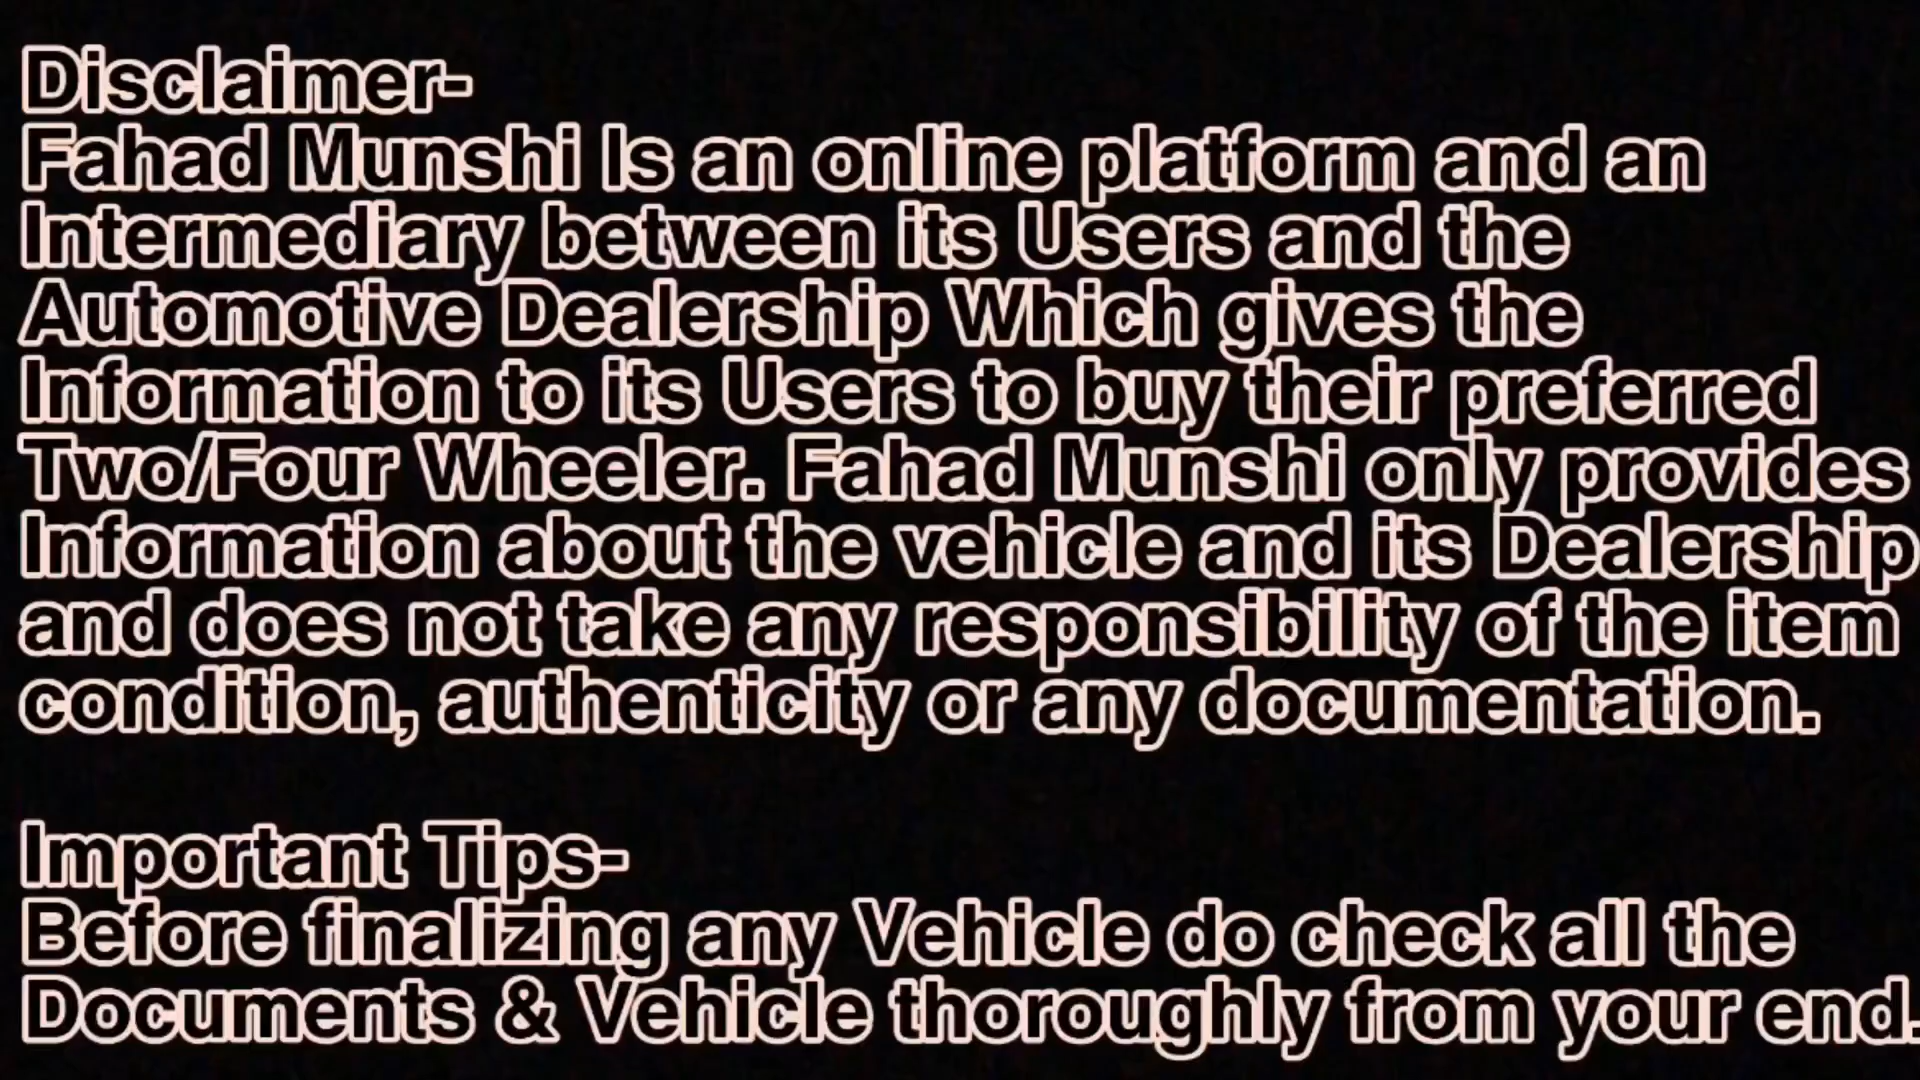 Disclaimer-
Fahad Munshi Is an online platform and an
Intermediary between its Users and the
Automotive Dealership Which gives the
Information to its Users to buy their preferred
Two/Four Wheeler. Fahad Munshi only provides
Information about the vehicle and its Dealership
and does not take any responsibility of the item
condition, authenticity or any documentation.
Important Tips-
Before finalizing any Vehicle do check all the
Documents & Vehicle thoroughly from your end.